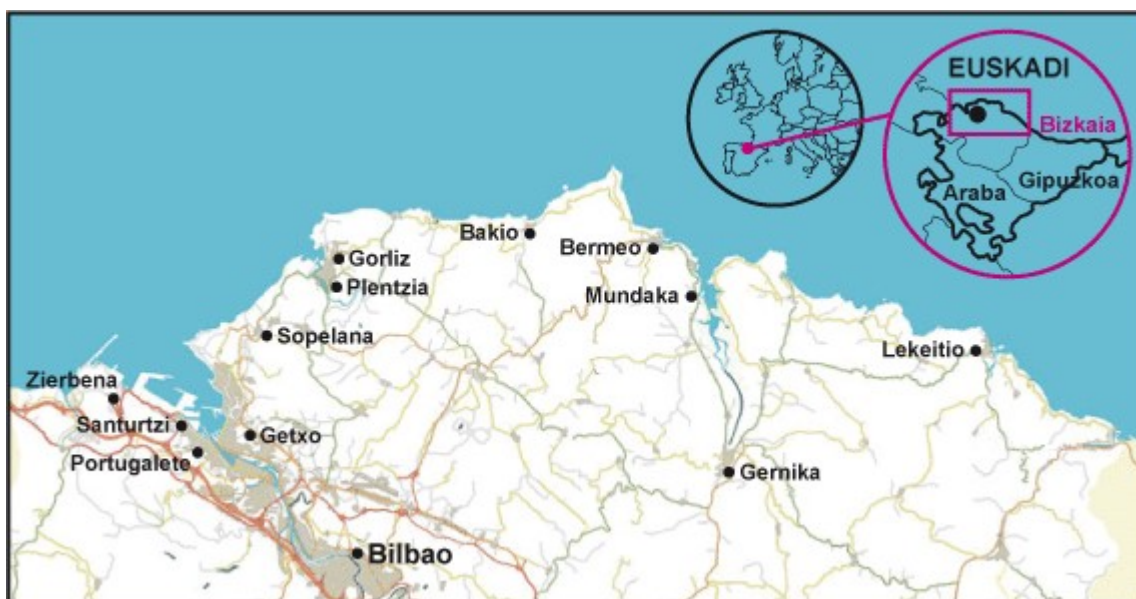 EUSKADI
Bizkaia
Gipuzkoa
Araba
Bakio
Bermeo
Gorliz
Plentzia
Mundaka
Sopelana
Lekeitio
Zierbena
Santurtzi
Getxo
Portugalete
Gernika
Bilbao